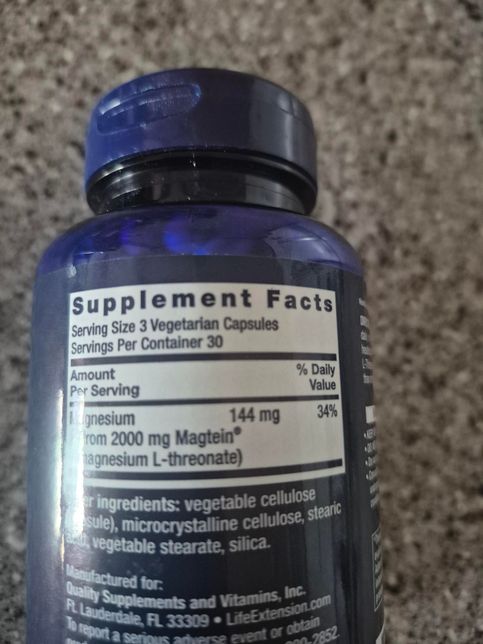 Supplement Facts
Serving Size 3 Vegetarian Capsules
Servings Per Container 30
Amount Per Serving
% Daily Value
Magnesium 144 mg 34%
from 2000 mg Magtein®
magnesium L-threonate)
ingredients: vegetable cellulose
microcrystalline cellulose, stearic
vegetable stearate, silica.
Manufactured for:
Quality Supplements and Vitamins, Inc.
Ft. Lauderdale, FL 33309 • LifeExtension.com
To report a serious adverse event or obtain